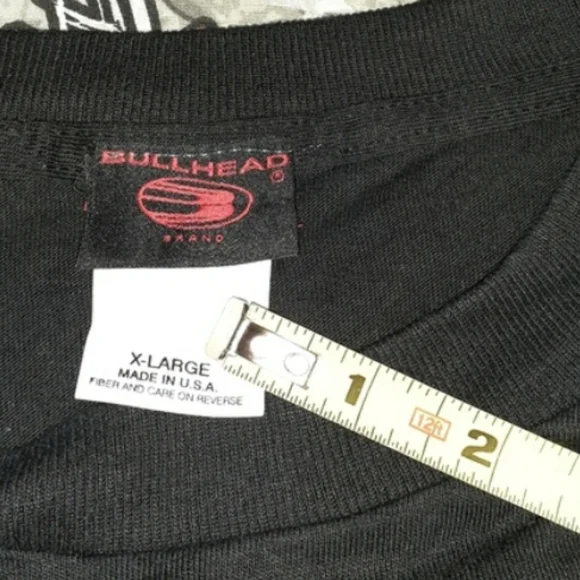 BULLHEAD
®
BRAND
X-LARGE
MADE IN U.S.A.
FIBER AND CARE ON REVERSE
1
12ft
2